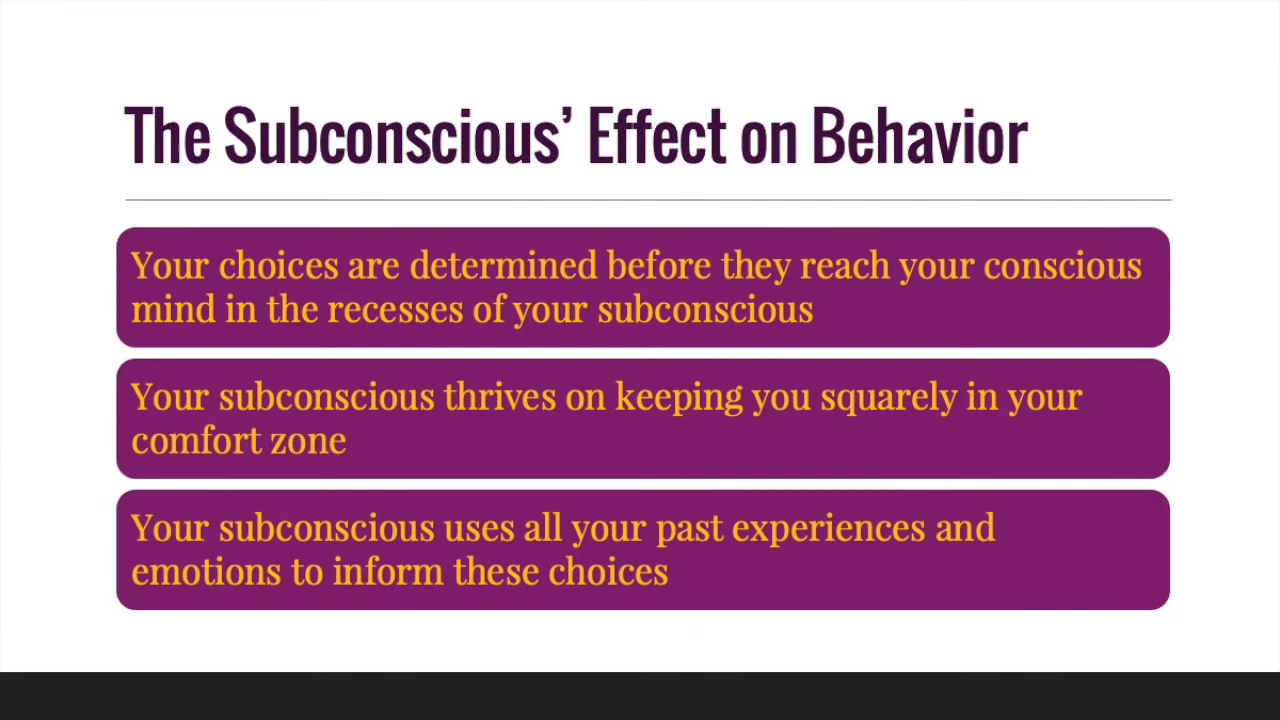 The Subconscious’ Effect on Behavior
Your choices are determined before they reach your conscious
mind in the recesses of your subconscious
Your subconscious thrives on keeping you squarely in your
comfort zone
Your subconscious uses all your past experiences and
emotions to inform these choices